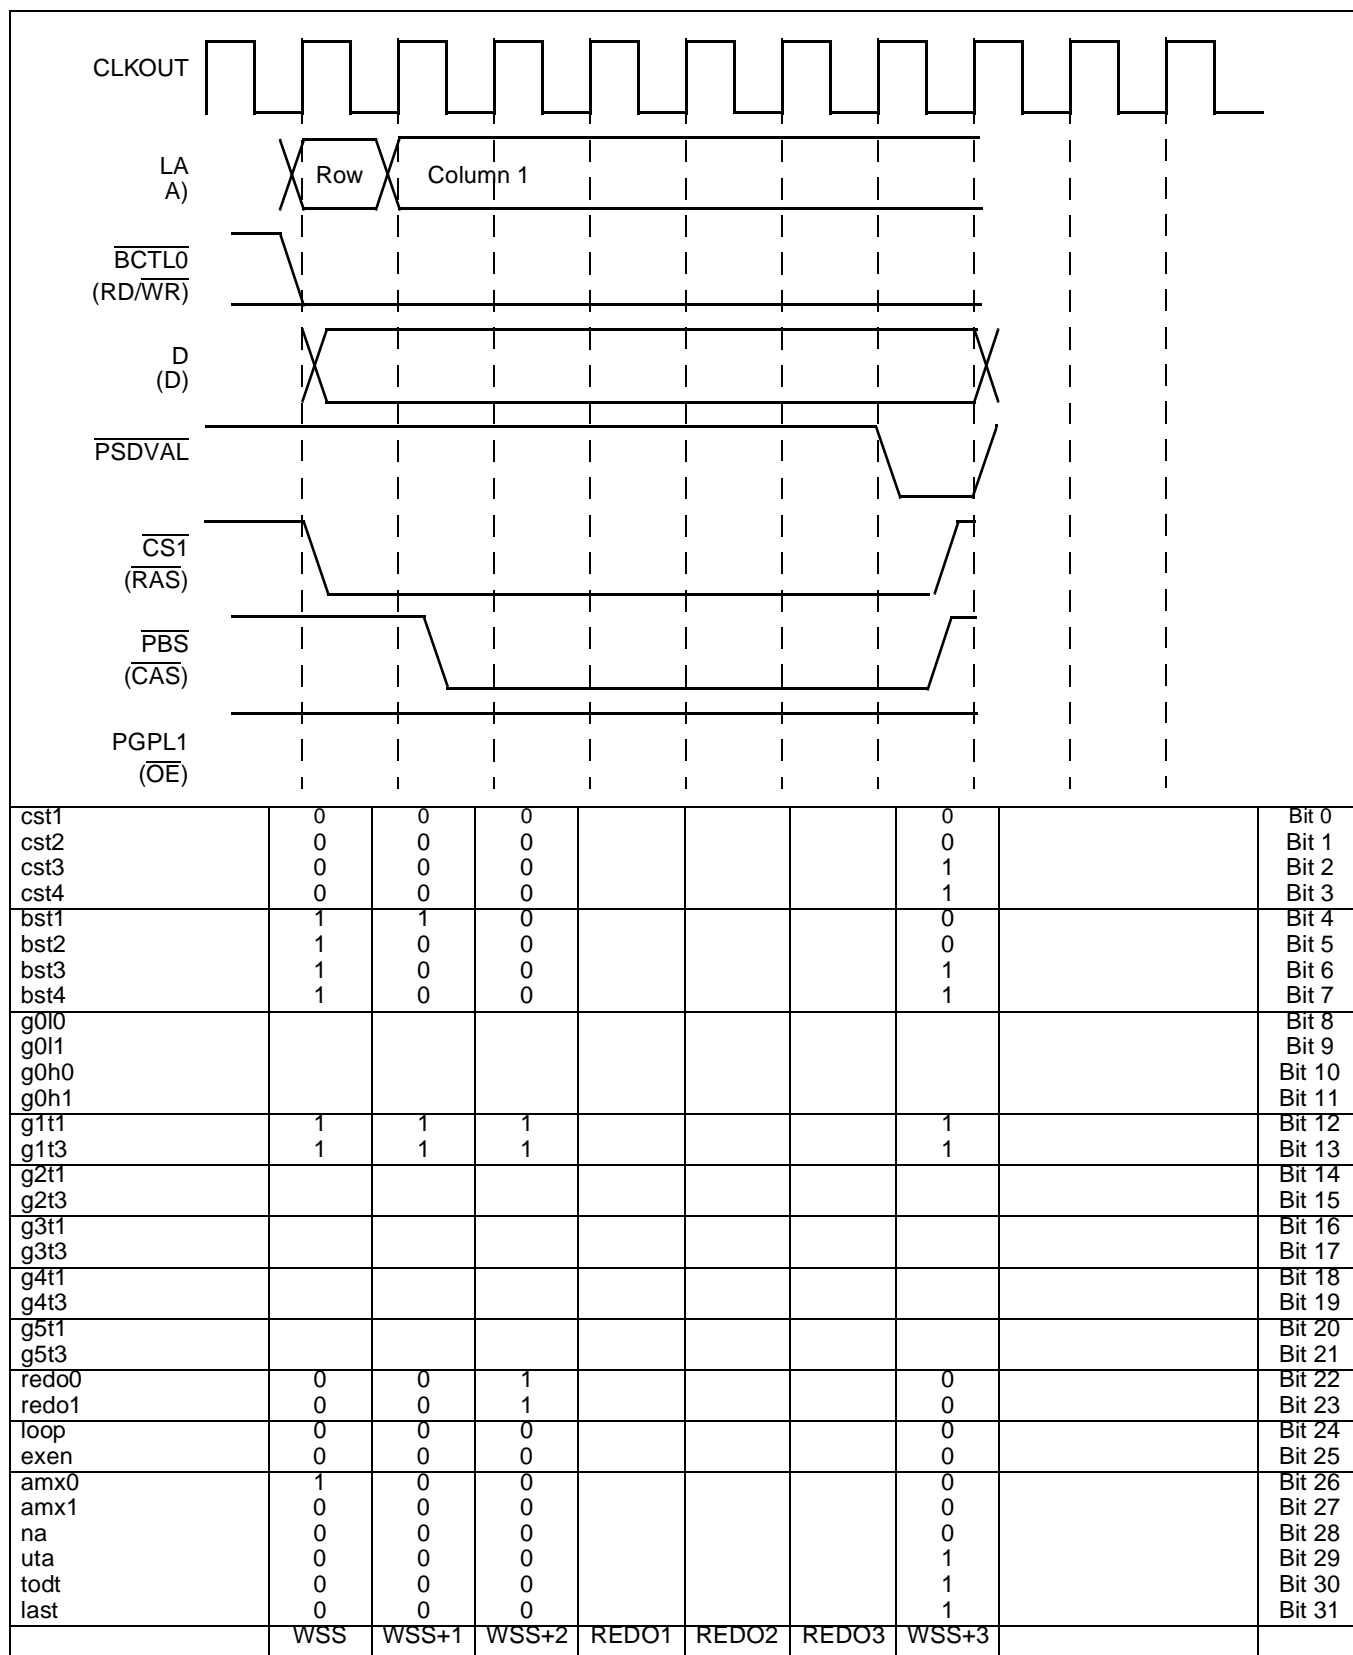 CLKOUT
LA
A)
Row
Column 1
BCTL0
(RD/WR)
D
(D)
PSDVAL
CS1
(RAS)
PBS
(CAS)
PGPL1
(OE)
cst1 0 0 0 0 Bit 0
cst2 0 0 0 0 Bit 1
cst3 0 0 0 1 Bit 2
cst4 0 0 0 1 Bit 3
bst1 1 1 0 0 Bit 4
bst2 1 0 0 0 Bit 5
bst3 1 0 0 1 Bit 6
bst4 1 0 0 1 Bit 7
g0l0 Bit 8
g0l1 Bit 9
g0h0 Bit 10
g0h1 Bit 11
g1t1 1 1 1 1 Bit 12
g1t3 1 1 1 1 Bit 13
g2t1 Bit 14
g2t3 Bit 15
g3t1 Bit 16
g3t3 Bit 17
g4t1 Bit 18
g4t3 Bit 19
g5t1 Bit 20
g5t3 Bit 21
redo0 0 0 1 0 Bit 22
redo1 0 0 1 0 Bit 23
loop 0 0 0 0 Bit 24
exen 0 0 0 0 Bit 25
amx0 1 0 0 0 Bit 26
amx1 0 0 0 0 Bit 27
na 0 0 0 0 Bit 28
uta 0 0 0 1 Bit 29
todt 0 0 0 1 Bit 30
last 0 0 0 1 Bit 31
WSS WSS+1 WSS+2 REDO1 REDO2 REDO3 WSS+3